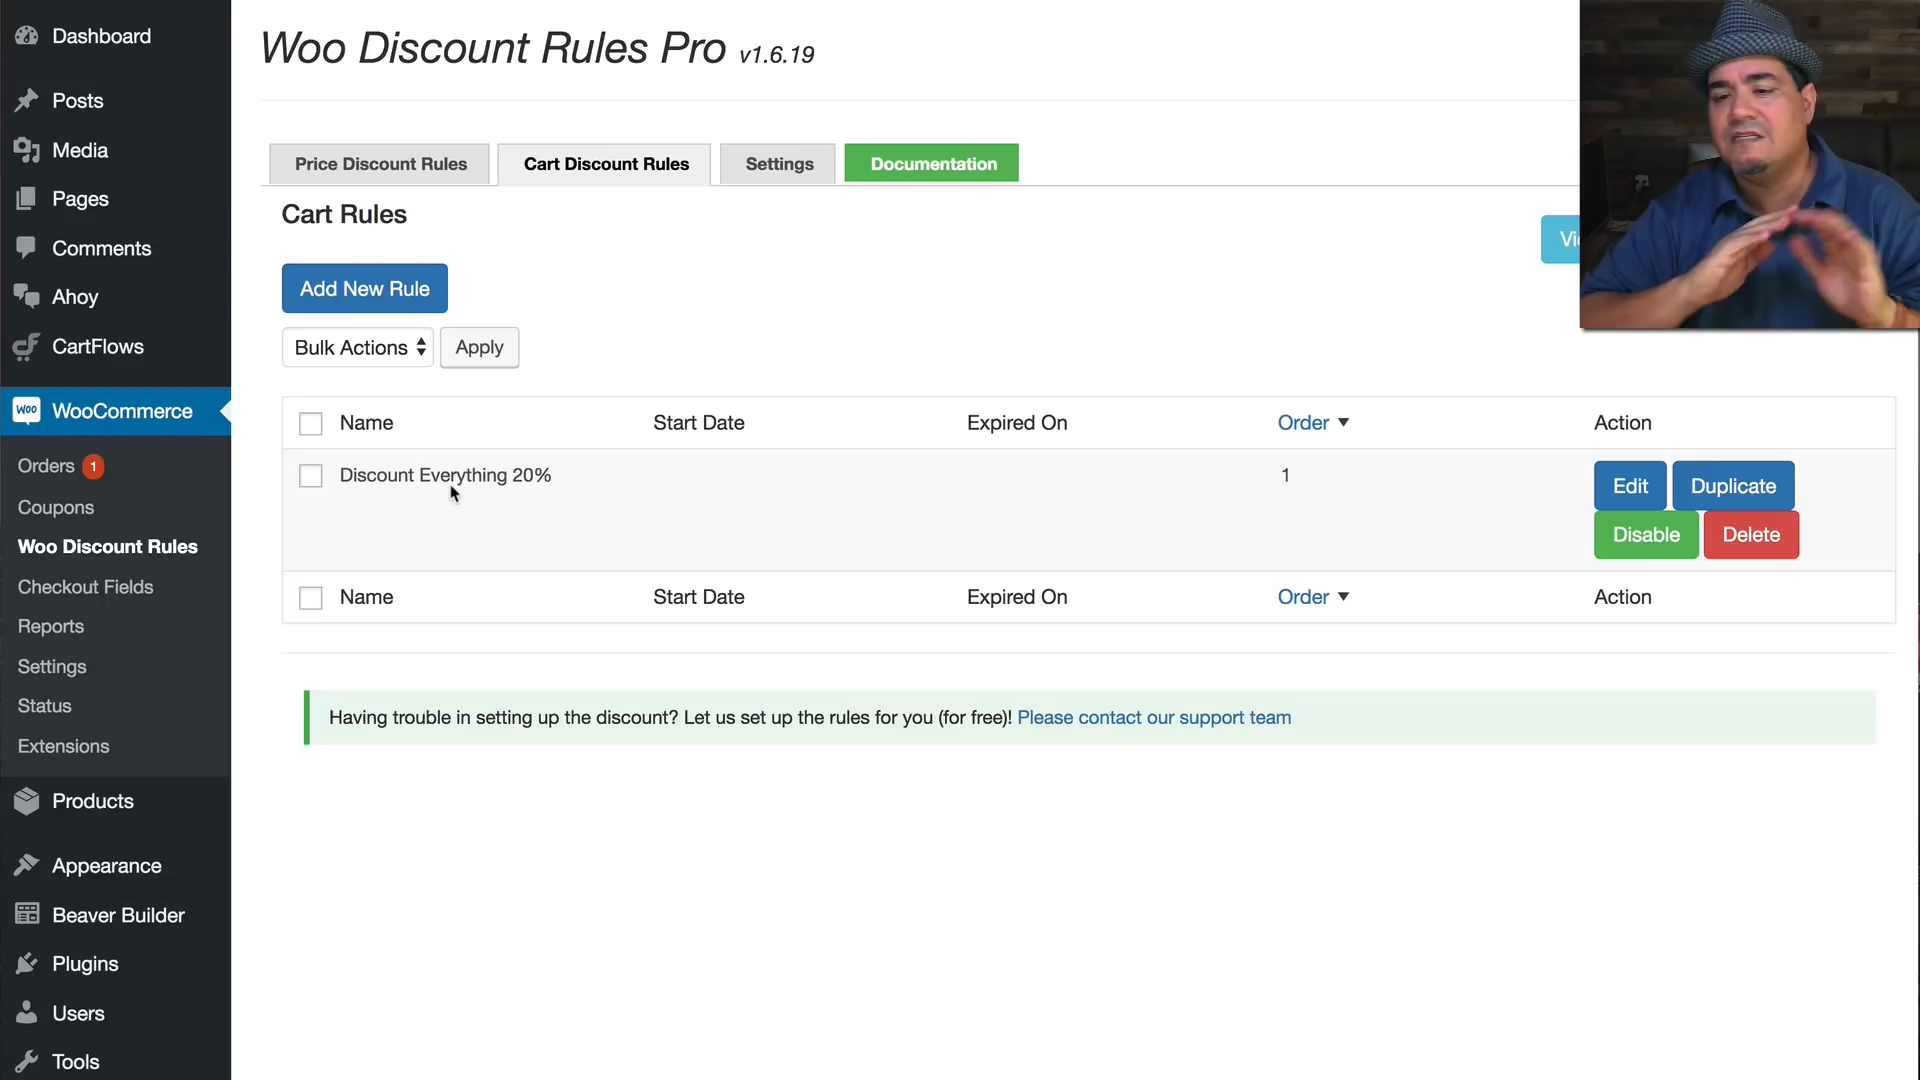 Dashboard
Posts
Media
Pages
Comments
Ahoy
CartFlows
WOO
WooCommerce
Orders 1
Coupons
Woo Discount Rules
Checkout Fields
Reports
Settings
Status
Extensions
Products
Appearance
Beaver Builder
Plugins
Users
Tools
Woo Discount Rules Pro v1.6.19
Price Discount Rules
Cart Discount Rules
Settings
Documentation
Cart Rules
Add New Rule
Bulk Actions
Apply
Name Start Date Expired On Order Action
Discount Everything 20% 1
Edit Duplicate
Disable Delete
Name Start Date Expired On Order Action
Having trouble in setting up the discount? Let us set up the rules for you (for free)! Please contact our support team